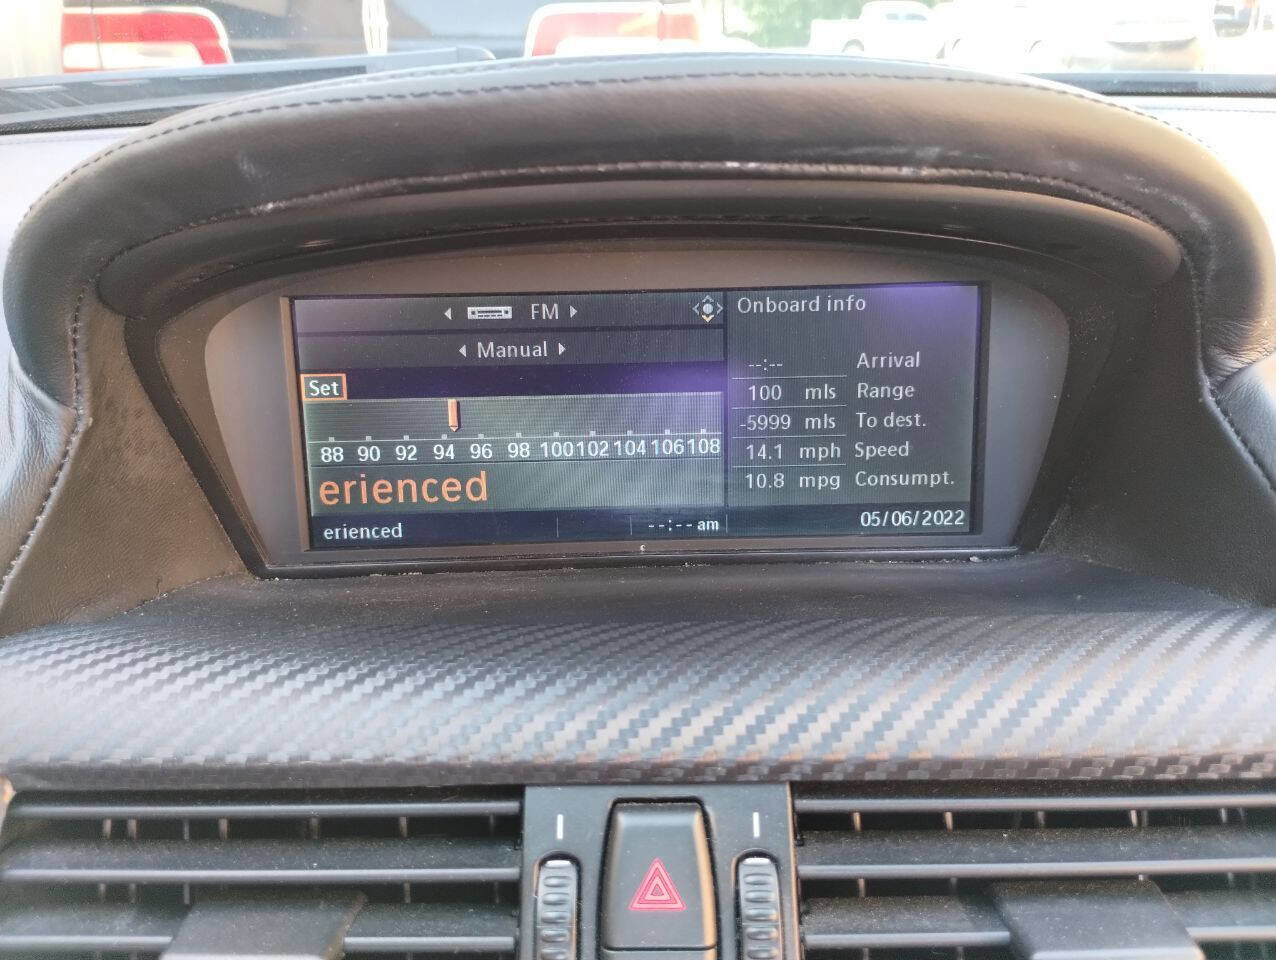 FM
Manual
Set
88 90 92 94 96 98 100 102 104 106 108
erienced
erienced
--:-- am
Onboard info
--:-- Arrival
100 mls Range
-5999 mls To dest.
14.1 mph Speed
10.8 mpg Consumpt.
05/06/2022